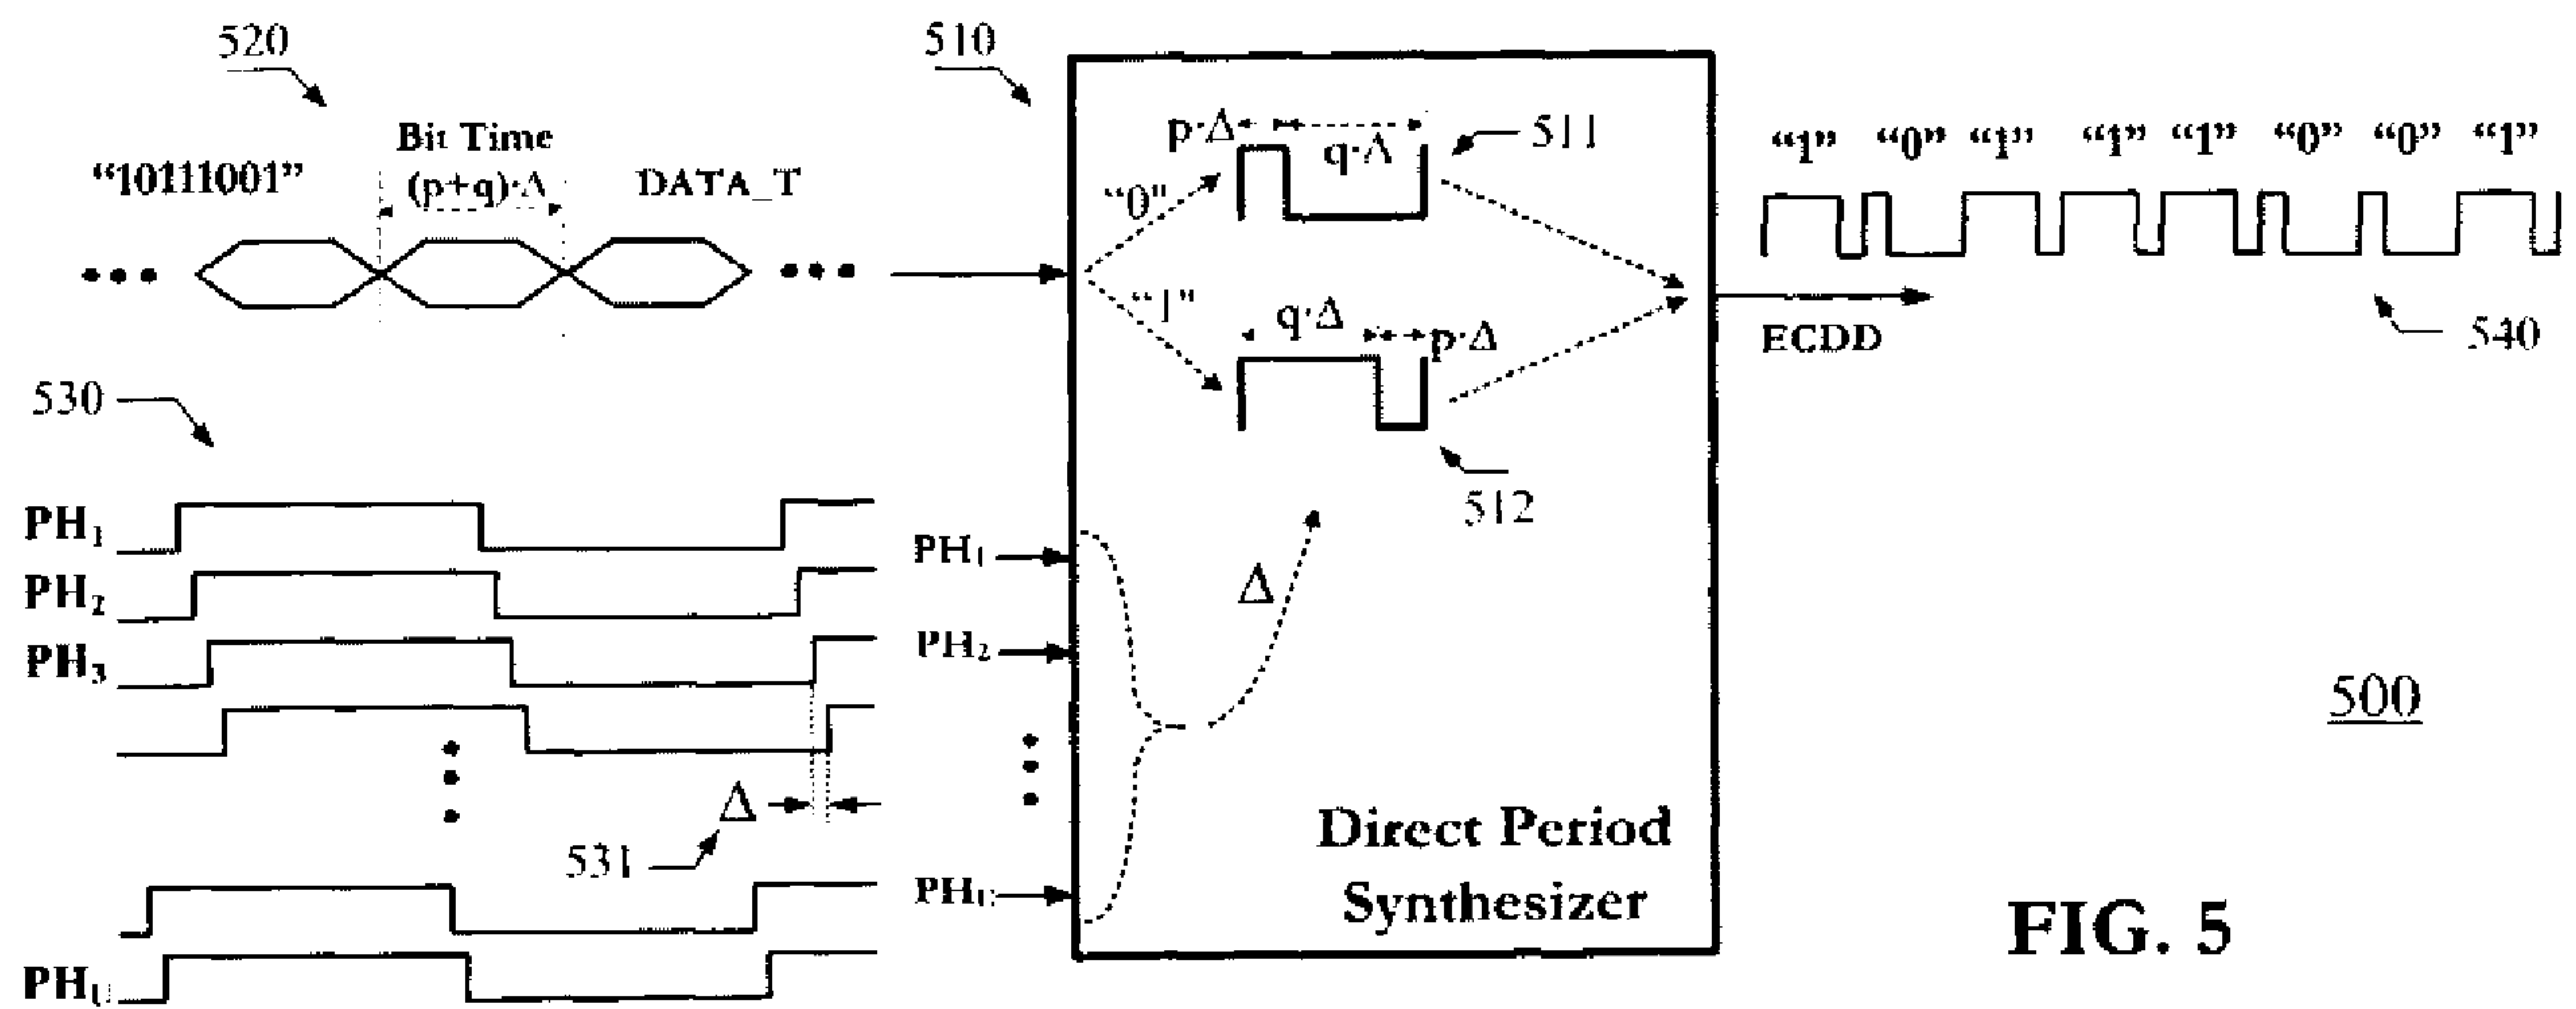 520
"10111001"
Bit Time
(p+q)·Δ
DATA_T
510
p·Δ
q·Δ
511
"0"
"1"
q·Δ
p·Δ
512
"1" "0" "1" "1" "1" "0" "0" "1"
ECDD
540
530
PH1
PH2
PH3
Δ
531
PHU
PH1
PH2
PHU
Δ
Direct Period
Synthesizer
500
FIG. 5